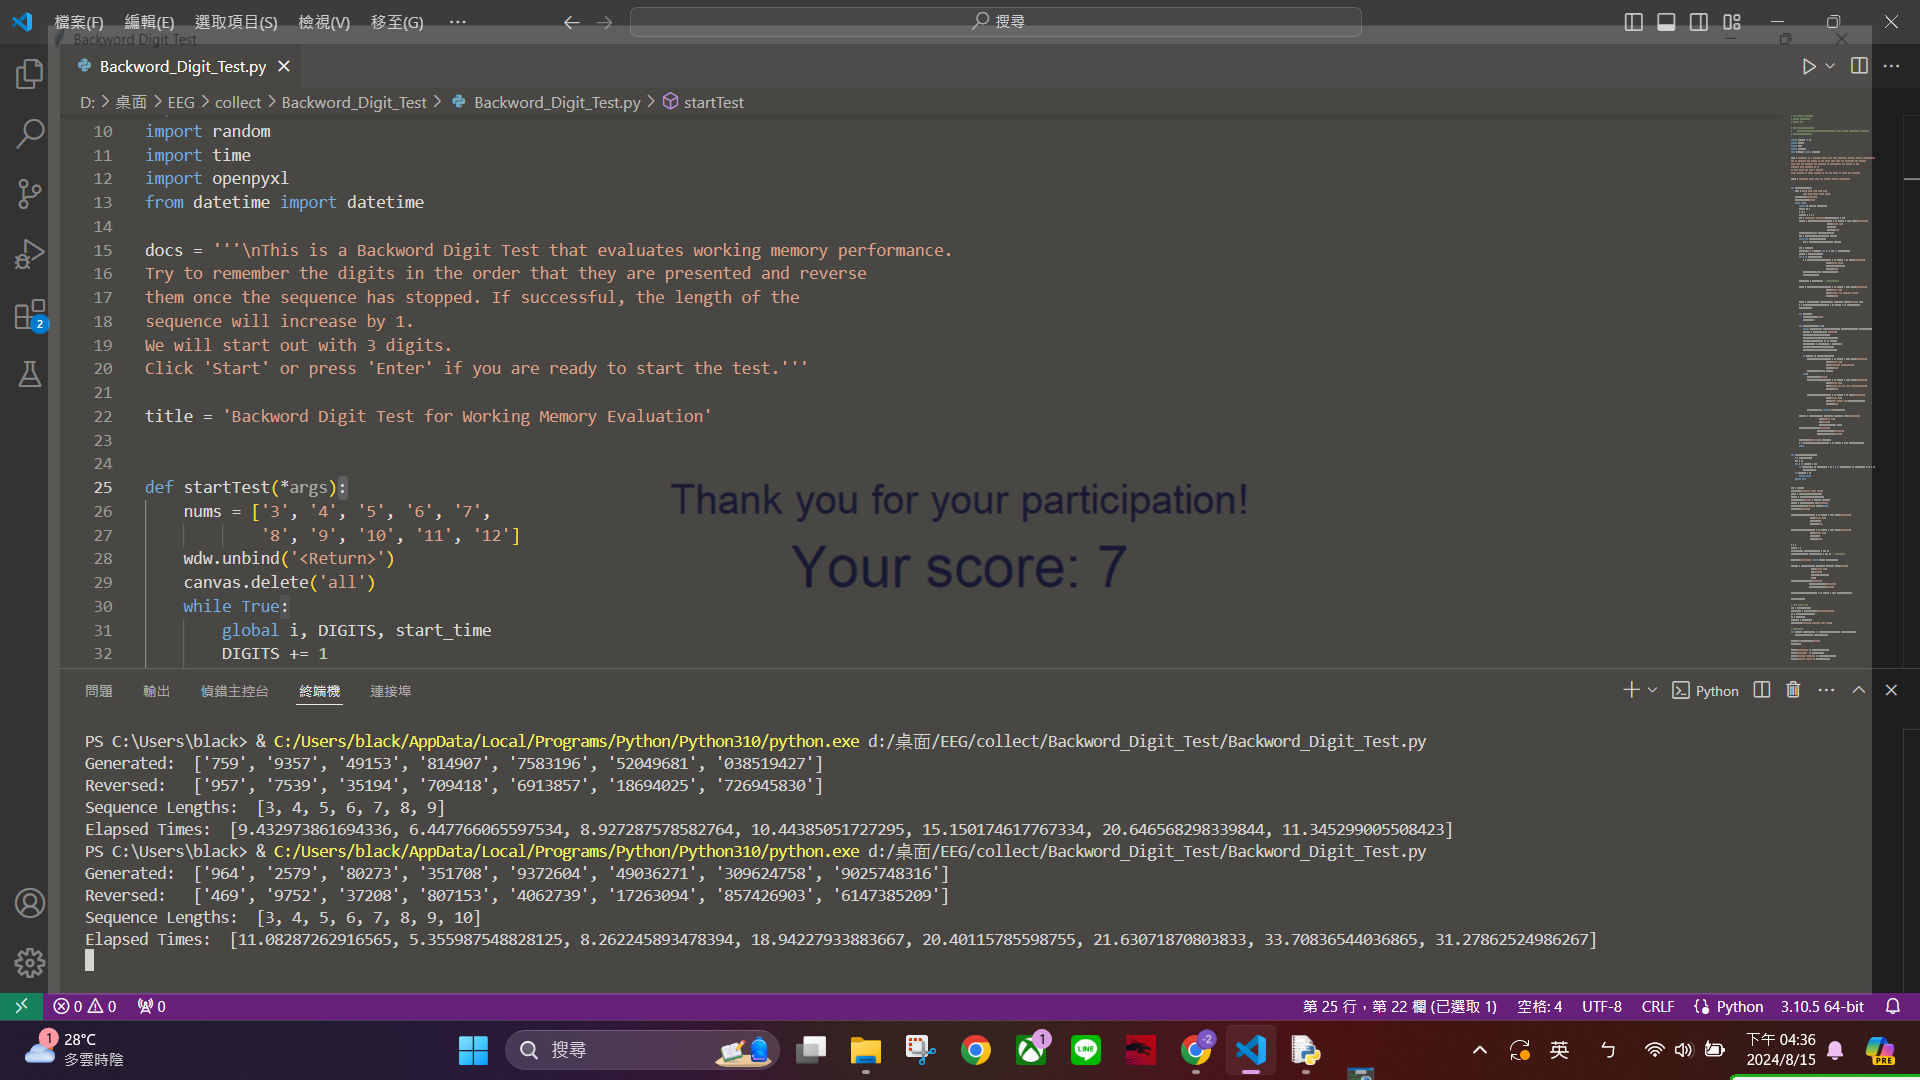 檔案(F) 編輯(E) 選取項目(S) 檢視(V) 移至(G) ··· 搜尋
Backword Digit Test
Backword_Digit_Test.py
D: > 桌面 > EEG > collect > Backword_Digit_Test > Backword_Digit_Test.py > startTest
10 import random
11 import time
12 import openpyxl
13 from datetime import datetime
14
15 docs = '''\nThis is a Backword Digit Test that evaluates working memory performance.
16 Try to remember the digits in the order that they are presented and reverse
17 them once the sequence has stopped. If successful, the length of the
18 sequence will increase by 1.
19 We will start out with 3 digits.
20 Click 'Start' or press 'Enter' if you are ready to start the test.'''
21
22 title = 'Backword Digit Test for Working Memory Evaluation'
23
24
25 def startTest(*args):
26 nums = ['3', '4', '5', '6', '7',
27 '8', '9', '10', '11', '12']
28 wdw.unbind('<Return>')
29 canvas.delete('all')
30 while True:
31 global i, DIGITS, start_time
32 DIGITS += 1
Thank you for your participation!
Your score: 7
2
問題 輸出 偵錯主控台 終端機 連接埠
Python
PS C:\Users\black> & C:/Users/black/AppData/Local/Programs/Python/Python310/python.exe d:/桌面/EEG/collect/Backword_Digit_Test/Backword_Digit_Test.py
Generated:  ['759', '9357', '49153', '814907', '7583196', '52049681', '038519427']
Reversed:   ['957', '7539', '35194', '709418', '6913857', '18694025', '726945830']
Sequence Lengths:  [3, 4, 5, 6, 7, 8, 9]
Elapsed Times:  [9.432973861694336, 6.447766065597534, 8.927287578582764, 10.44385051727295, 15.150174617767334, 20.646568298339844, 11.345299005508423]
PS C:\Users\black> & C:/Users/black/AppData/Local/Programs/Python/Python310/python.exe d:/桌面/EEG/collect/Backword_Digit_Test/Backword_Digit_Test.py
Generated:  ['964', '2579', '80273', '351708', '9372604', '49036271', '309624758', '9025748316']
Reversed:   ['469', '9752', '37208', '807153', '4062739', '17263094', '857426903', '6147385209']
Sequence Lengths:  [3, 4, 5, 6, 7, 8, 9, 10]
Elapsed Times:  [11.08287262916565, 5.355987548828125, 8.262245893478394, 18.94227933883667, 20.40115785598755, 21.63071870803833, 33.70836544036865, 31.27862524986267]
0 0 0 第 25 行，第 22 欄 (已選取 1) 空格: 4 UTF-8 CRLF {} Python 3.10.5 64-bit
1 28°C
多雲時陰
搜尋
1
LINE
-2
英
ㄅ
下午 04:36
2024/8/15
PRE